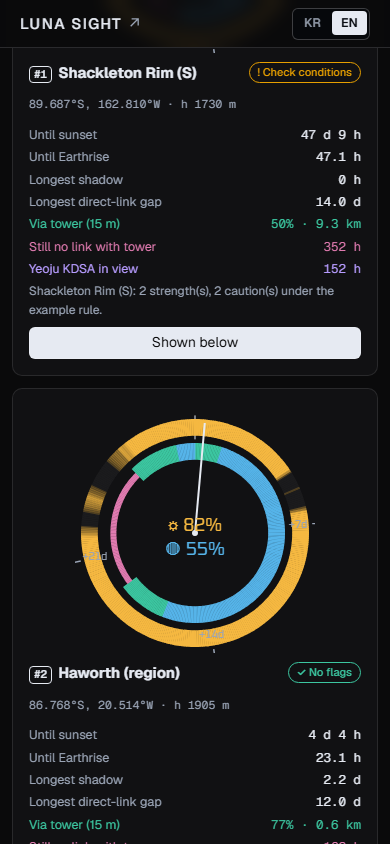 LUNA SIGHT ↗
KR EN
#1 Shackleton Rim (S) ! Check conditions
89.687°S, 162.810°W · h 1730 m
Until sunset 47 d 9 h
Until Earthrise 47.1 h
Longest shadow 0 h
Longest direct-link gap 14.0 d
Via tower (15 m) 50% · 9.3 km
Still no link with tower 352 h
Yeoju KDSA in view 152 h
Shackleton Rim (S): 2 strength(s), 2 caution(s) under the
example rule.
Shown below
82%
+7d
55%
+21d
+14d
#2 Haworth (region) ✓ No flags
86.768°S, 20.514°W · h 1905 m
Until sunset 4 d 4 h
Until Earthrise 23.1 h
Longest shadow 2.2 d
Longest direct-link gap 12.0 d
Via tower (15 m) 77% · 0.6 km